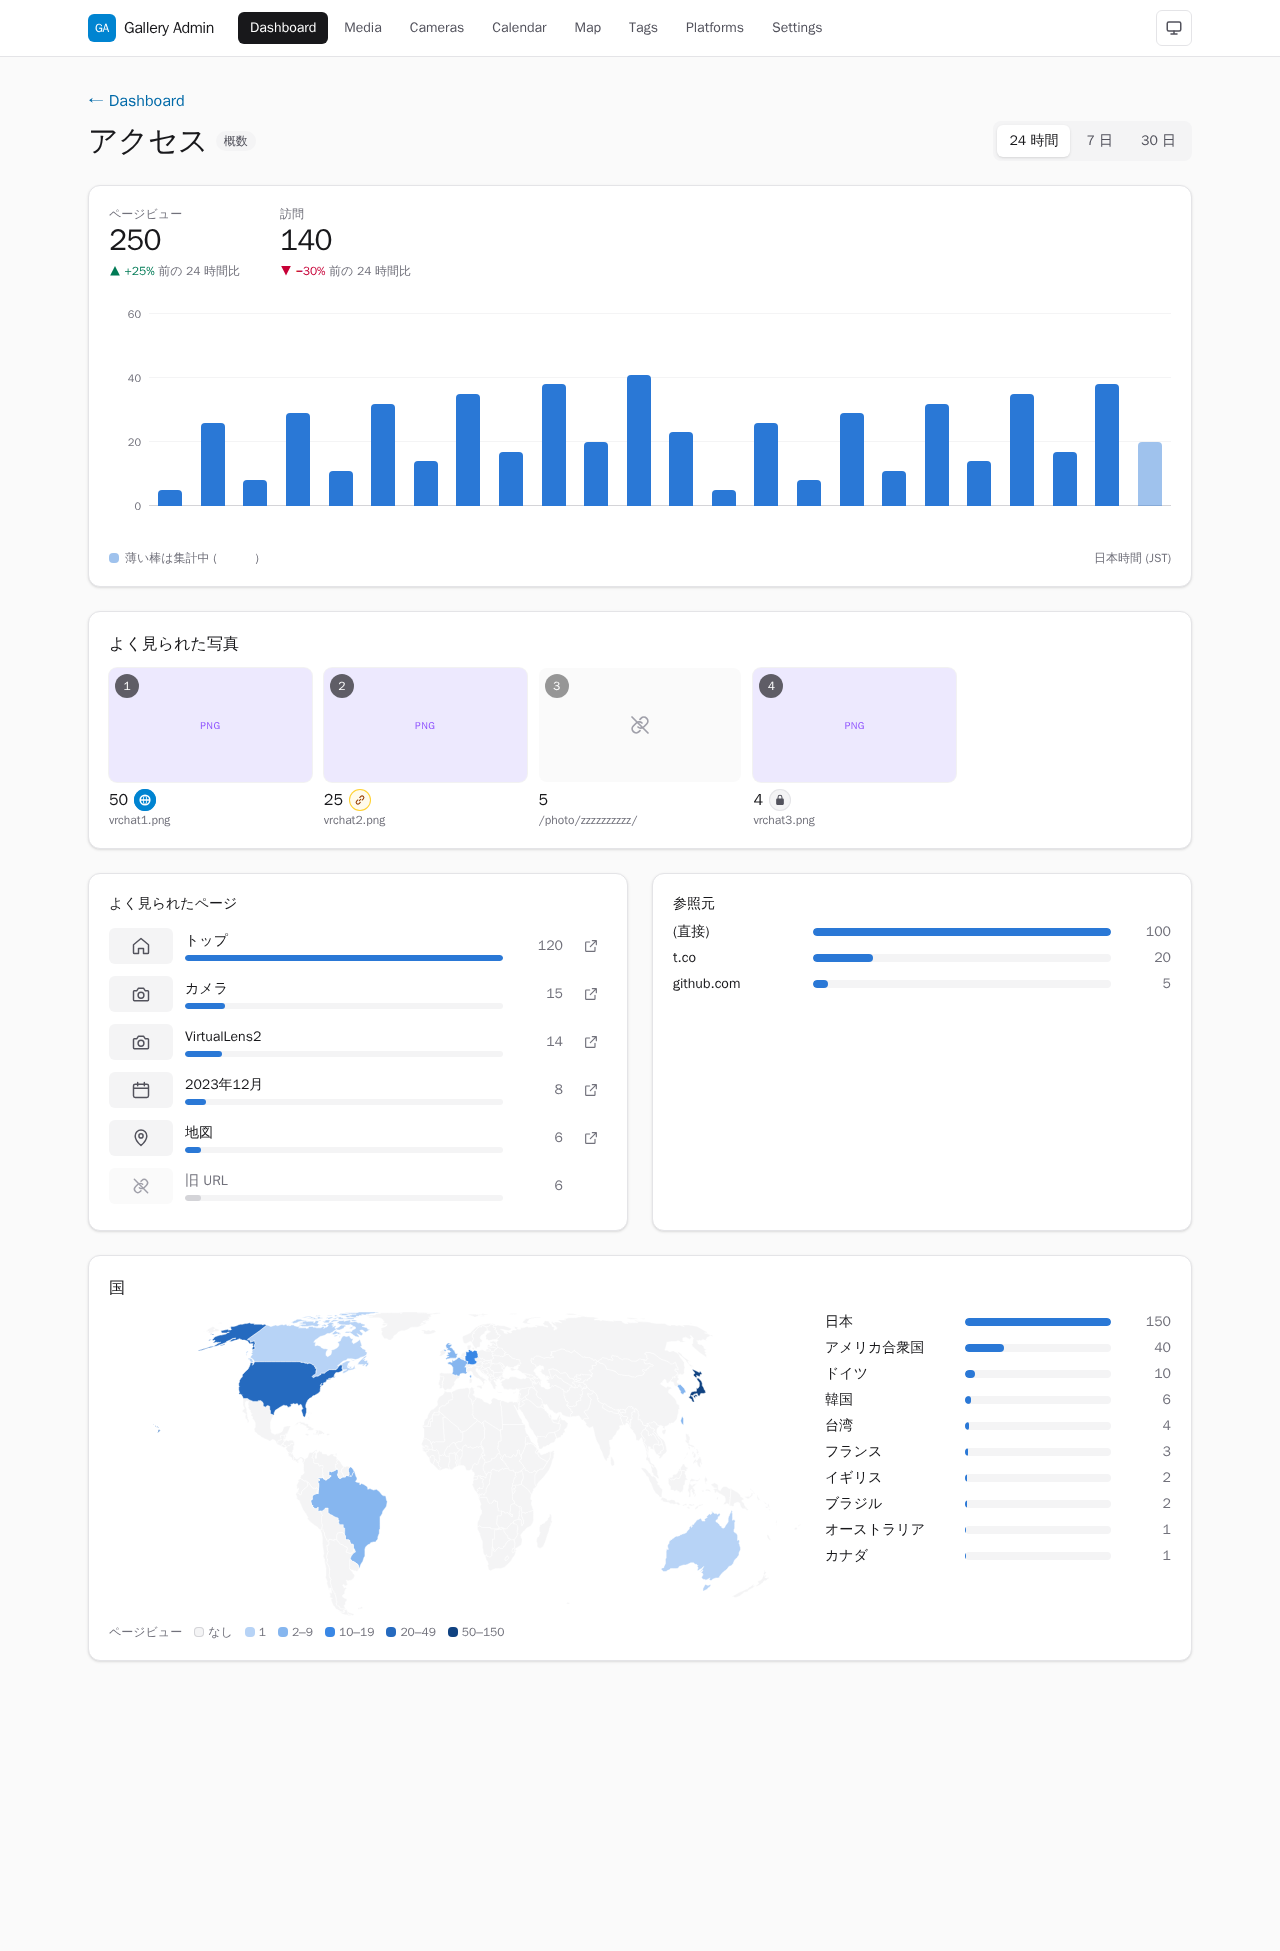 GA Gallery Admin Dashboard Media Cameras Calendar Map Tags Platforms Settings
← Dashboard
アクセス 概数 24 時間 7 日 30 日
ページビュー 訪問
250 140
▲ +25% 前の 24 時間比 ▼ −30% 前の 24 時間比
60
40
20
0
薄い棒は集計中 ( ) 日本時間 (JST)
よく見られた写真
1 2 3 4
PNG PNG PNG
50 25 5 4
vrchat1.png vrchat2.png /photo/zzzzzzzzzz/ vrchat3.png
よく見られたページ
トップ 120
カメラ 15
VirtualLens2 14
2023年12月 8
地図 6
旧 URL 6
参照元
(直接) 100
t.co 20
github.com 5
国
日本 150
アメリカ合衆国 40
ドイツ 10
韓国 6
台湾 4
フランス 3
イギリス 2
ブラジル 2
オーストラリア 1
カナダ 1
ページビュー なし 1 2–9 10–19 20–49 50–150